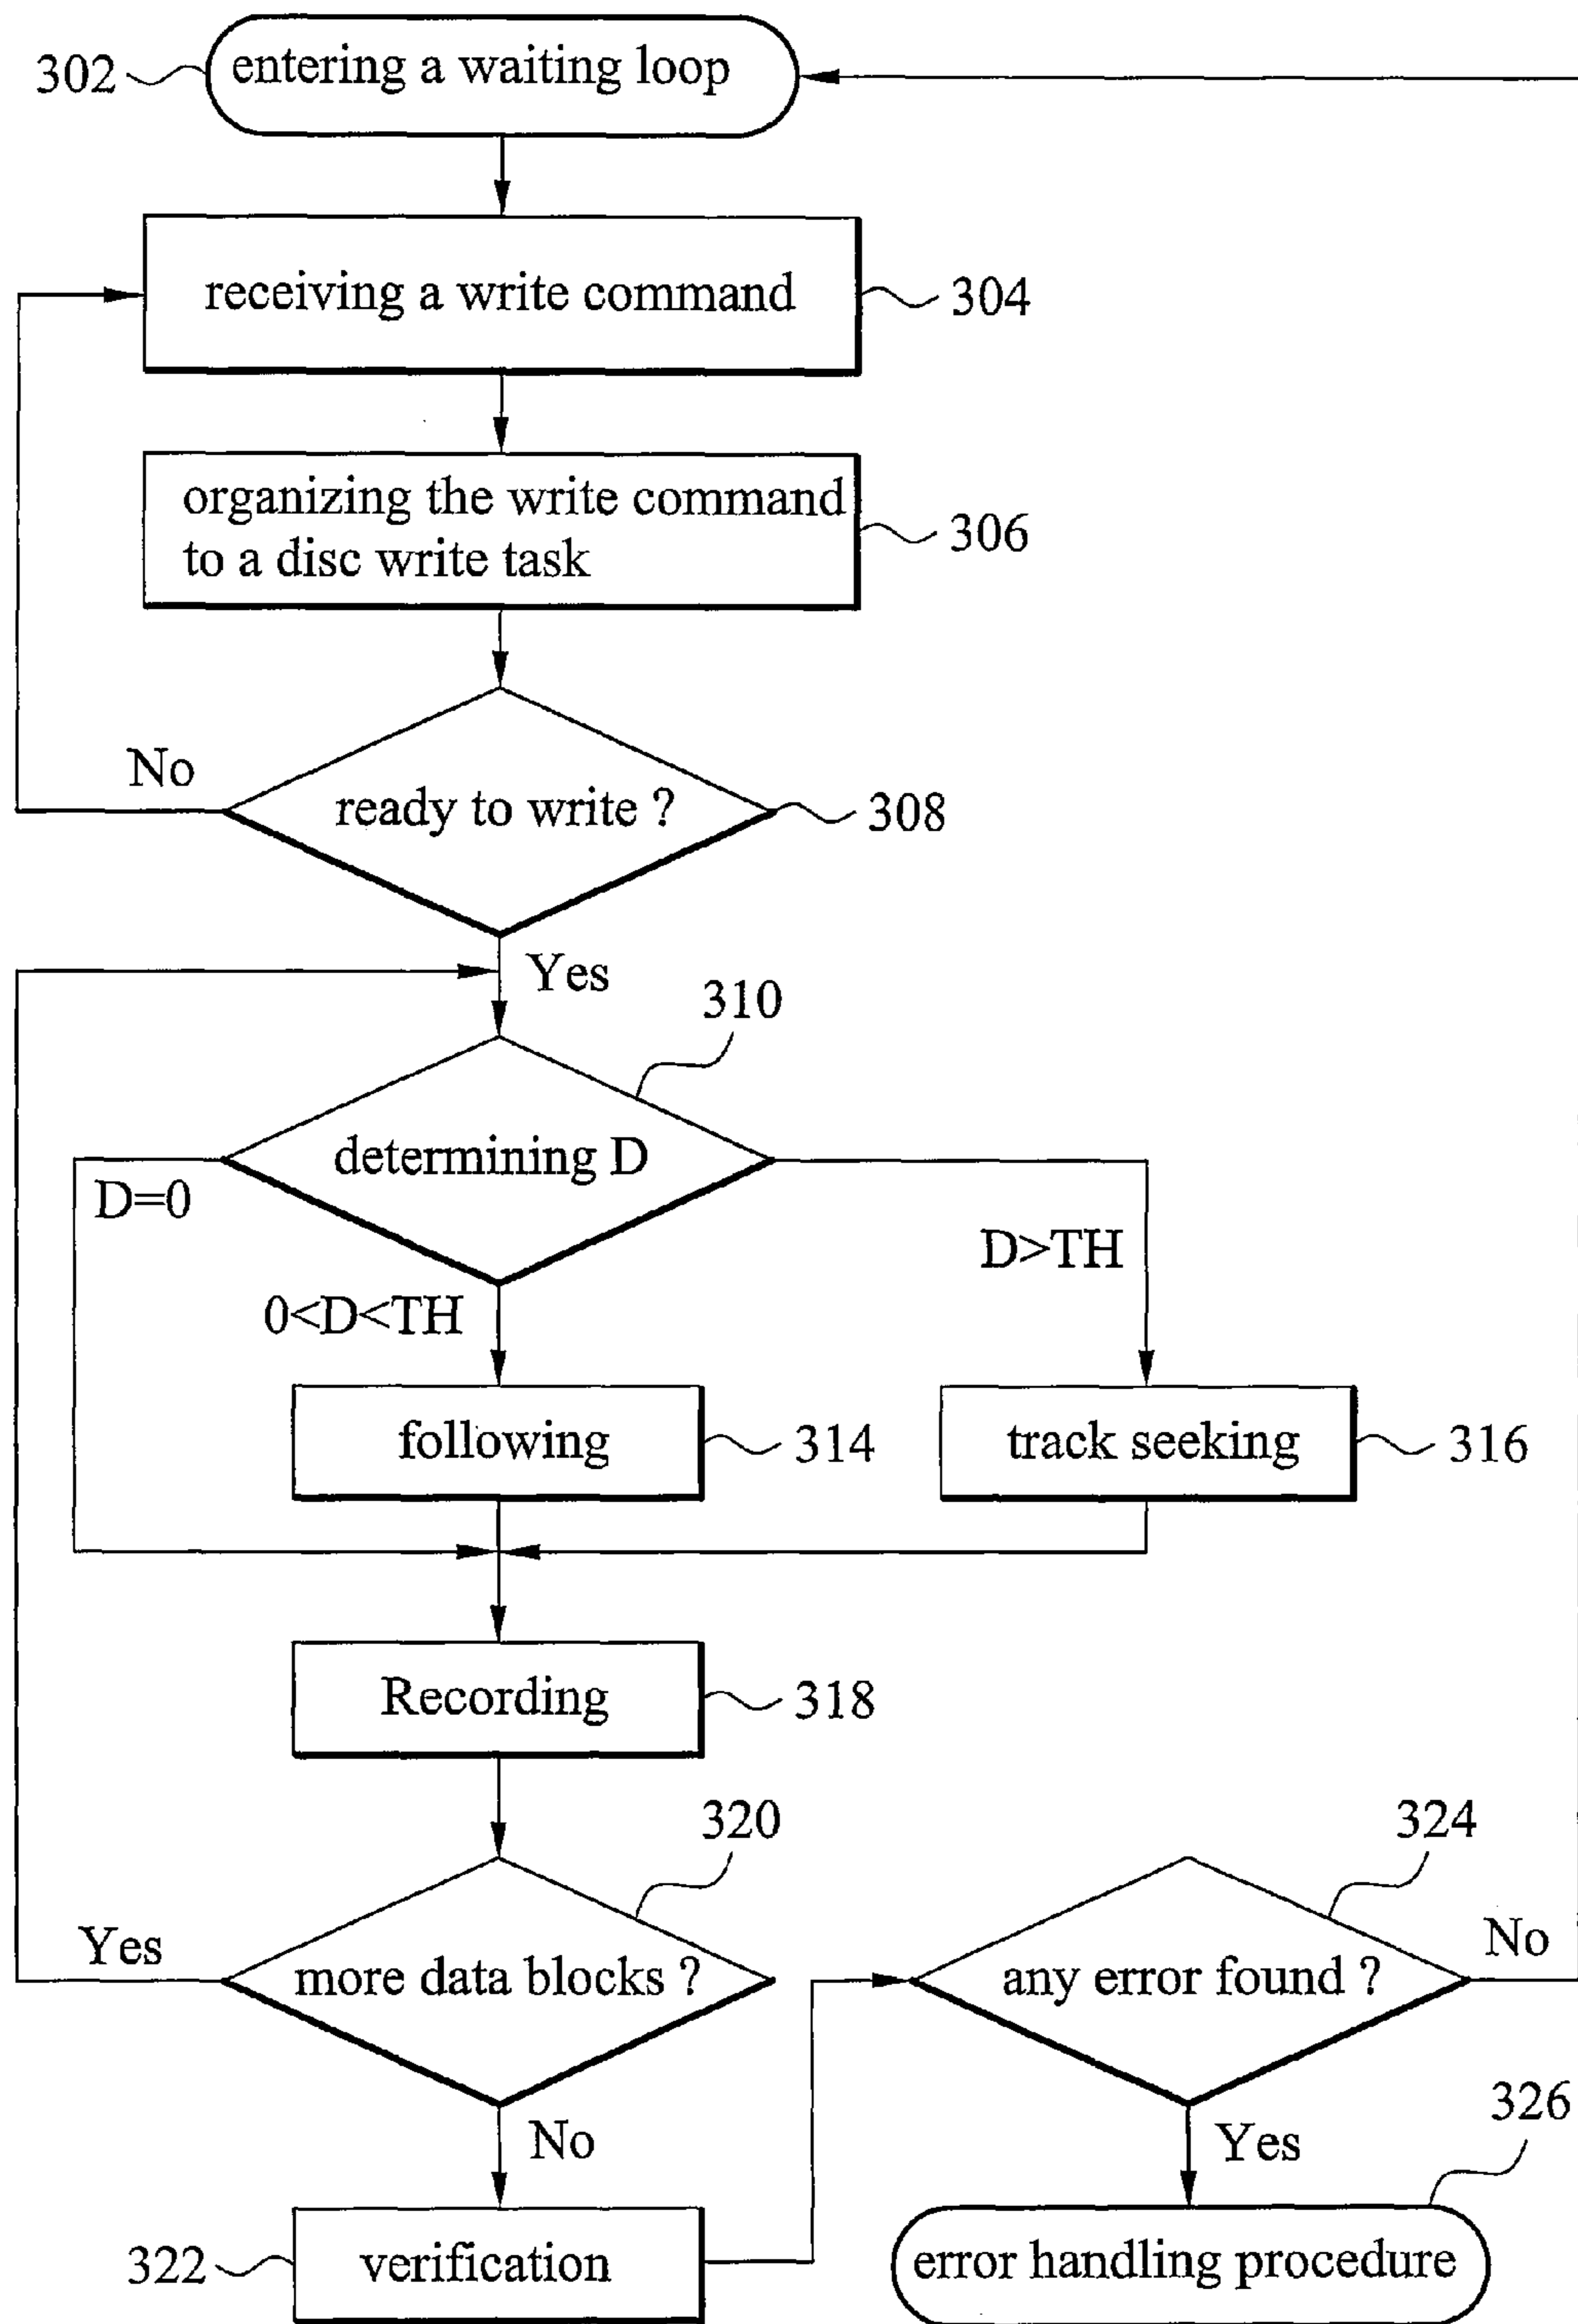 302
entering a waiting loop
receiving a write command
304
organizing the write command
to a disc write task
306
No
ready to write ?
308
Yes
310
determining D
D=0
D>TH
0<D<TH
following
314
track seeking
316
Recording
318
320
324
Yes
more data blocks ?
any error found ?
No
No
Yes
326
322
verification
error handling procedure